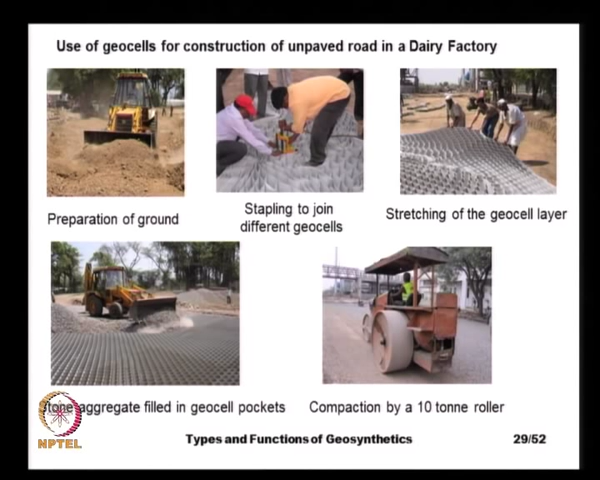 Use of geocells for construction of unpaved road in a Dairy Factory
Preparation of ground
Stapling to join
different geocells
Stretching of the geocell layer
Stone aggregate filled in geocell pockets
Compaction by a 10 tonne roller
NPTEL
Types and Functions of Geosynthetics
29/52